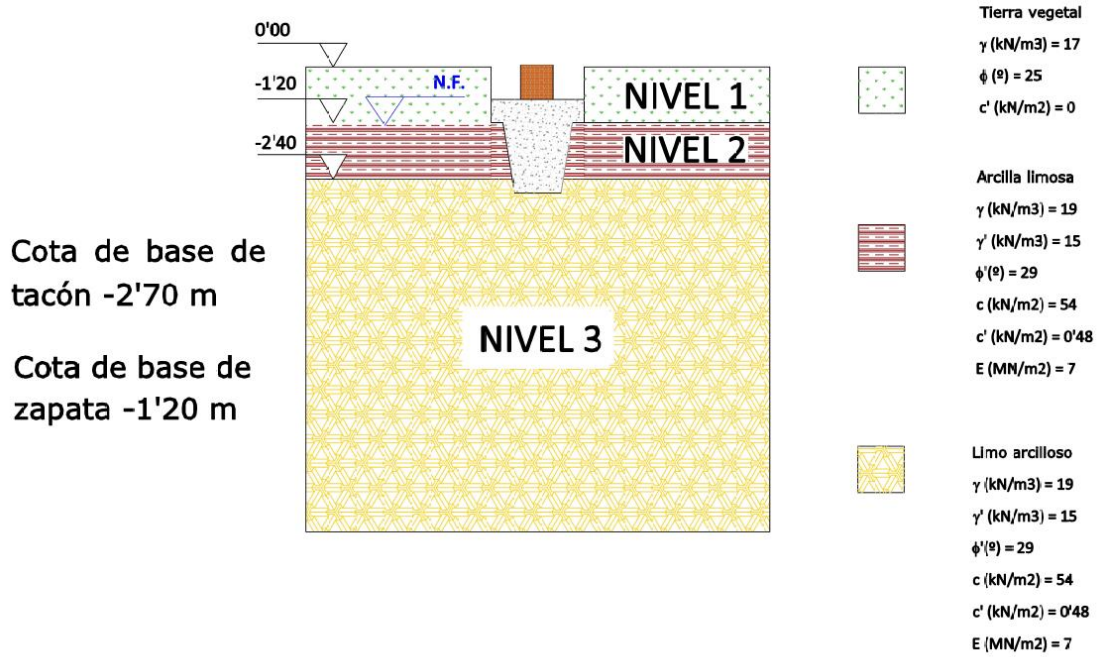 0'00
-1'20
-2'40
N.F.
NIVEL 1
NIVEL 2
NIVEL 3
Cota de base de
tacón -2'70 m
Cota de base de
zapata -1'20 m
Tierra vegetal
γ (kN/m3) = 17
ϕ (º) = 25
c' (kN/m2) = 0
Arcilla limosa
γ (kN/m3) = 19
γ' (kN/m3) = 15
ϕ'(º) = 29
c (kN/m2) = 54
c' (kN/m2) = 0'48
E (MN/m2) = 7
Limo arcilloso
γ (kN/m3) = 19
γ' (kN/m3) = 15
ϕ'(º) = 29
c (kN/m2) = 54
c' (kN/m2) = 0'48
E (MN/m2) = 7